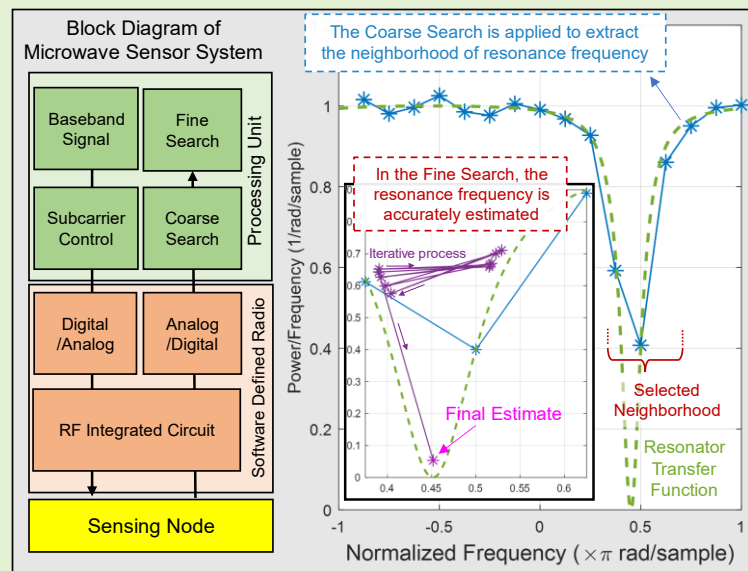 Block Diagram of
Microwave Sensor System
Baseband
Signal
Fine
Search
Subcarrier
Control
Coarse
Search
Processing Unit
Digital
/Analog
Analog
/Digital
RF Integrated Circuit
Software Defined Radio
Sensing Node
The Coarse Search is applied to extract
the neighborhood of resonance frequency
In the Fine Search, the
resonance frequency is
accurately estimated
Iterative process
Final Estimate
Selected
Neighborhood
Resonator
Transfer
Function
Power/Frequency (1/rad/sample)
1
0.8
0.6
0.4
0.2
0
0.9
0.8
0.7
0.6
0.5
0.4
0.3
0.2
0.1
0
0.4
0.45
0.5
0.55
0.6
-1
-0.5
0
0.5
1
Normalized Frequency (×π rad/sample)